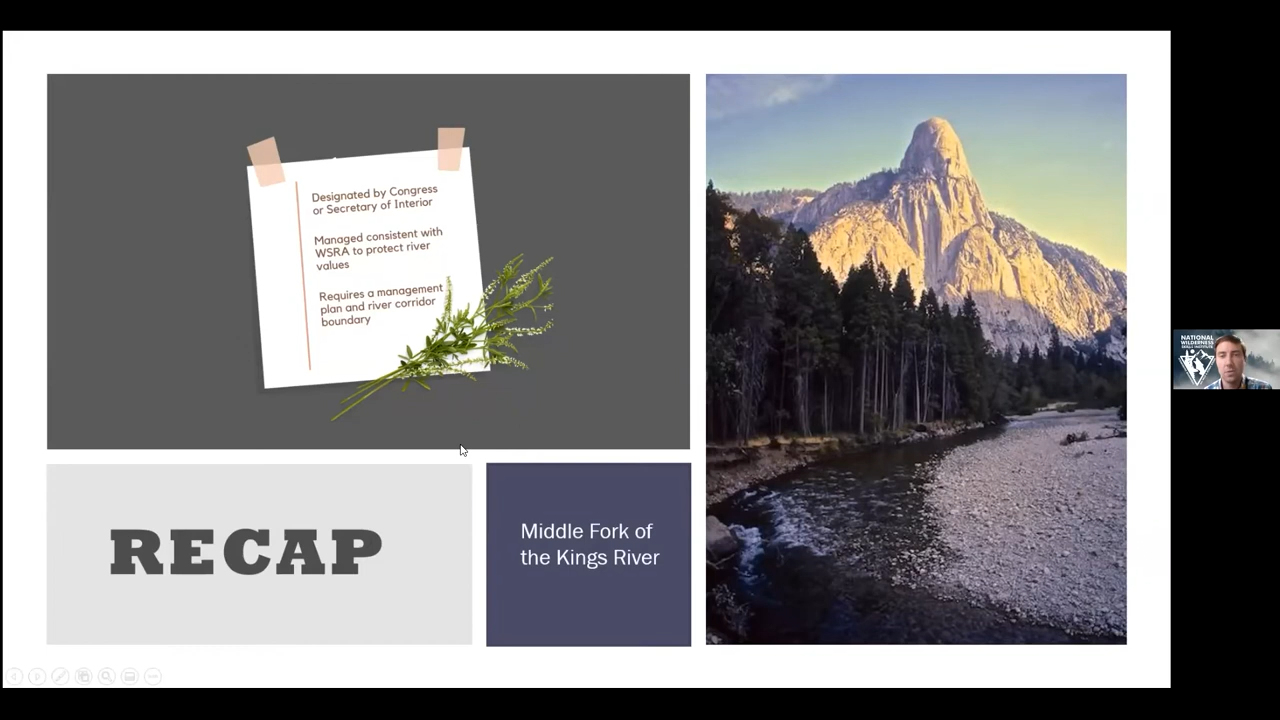 Designated by Congress
or Secretary of Interior
Managed consistent with
WSRA to protect river
values
Requires a management
plan and river corridor
boundary
RECAP
Middle Fork of
the Kings River
NATIONAL
WILDERNESS
SKILLS INSTITUTE